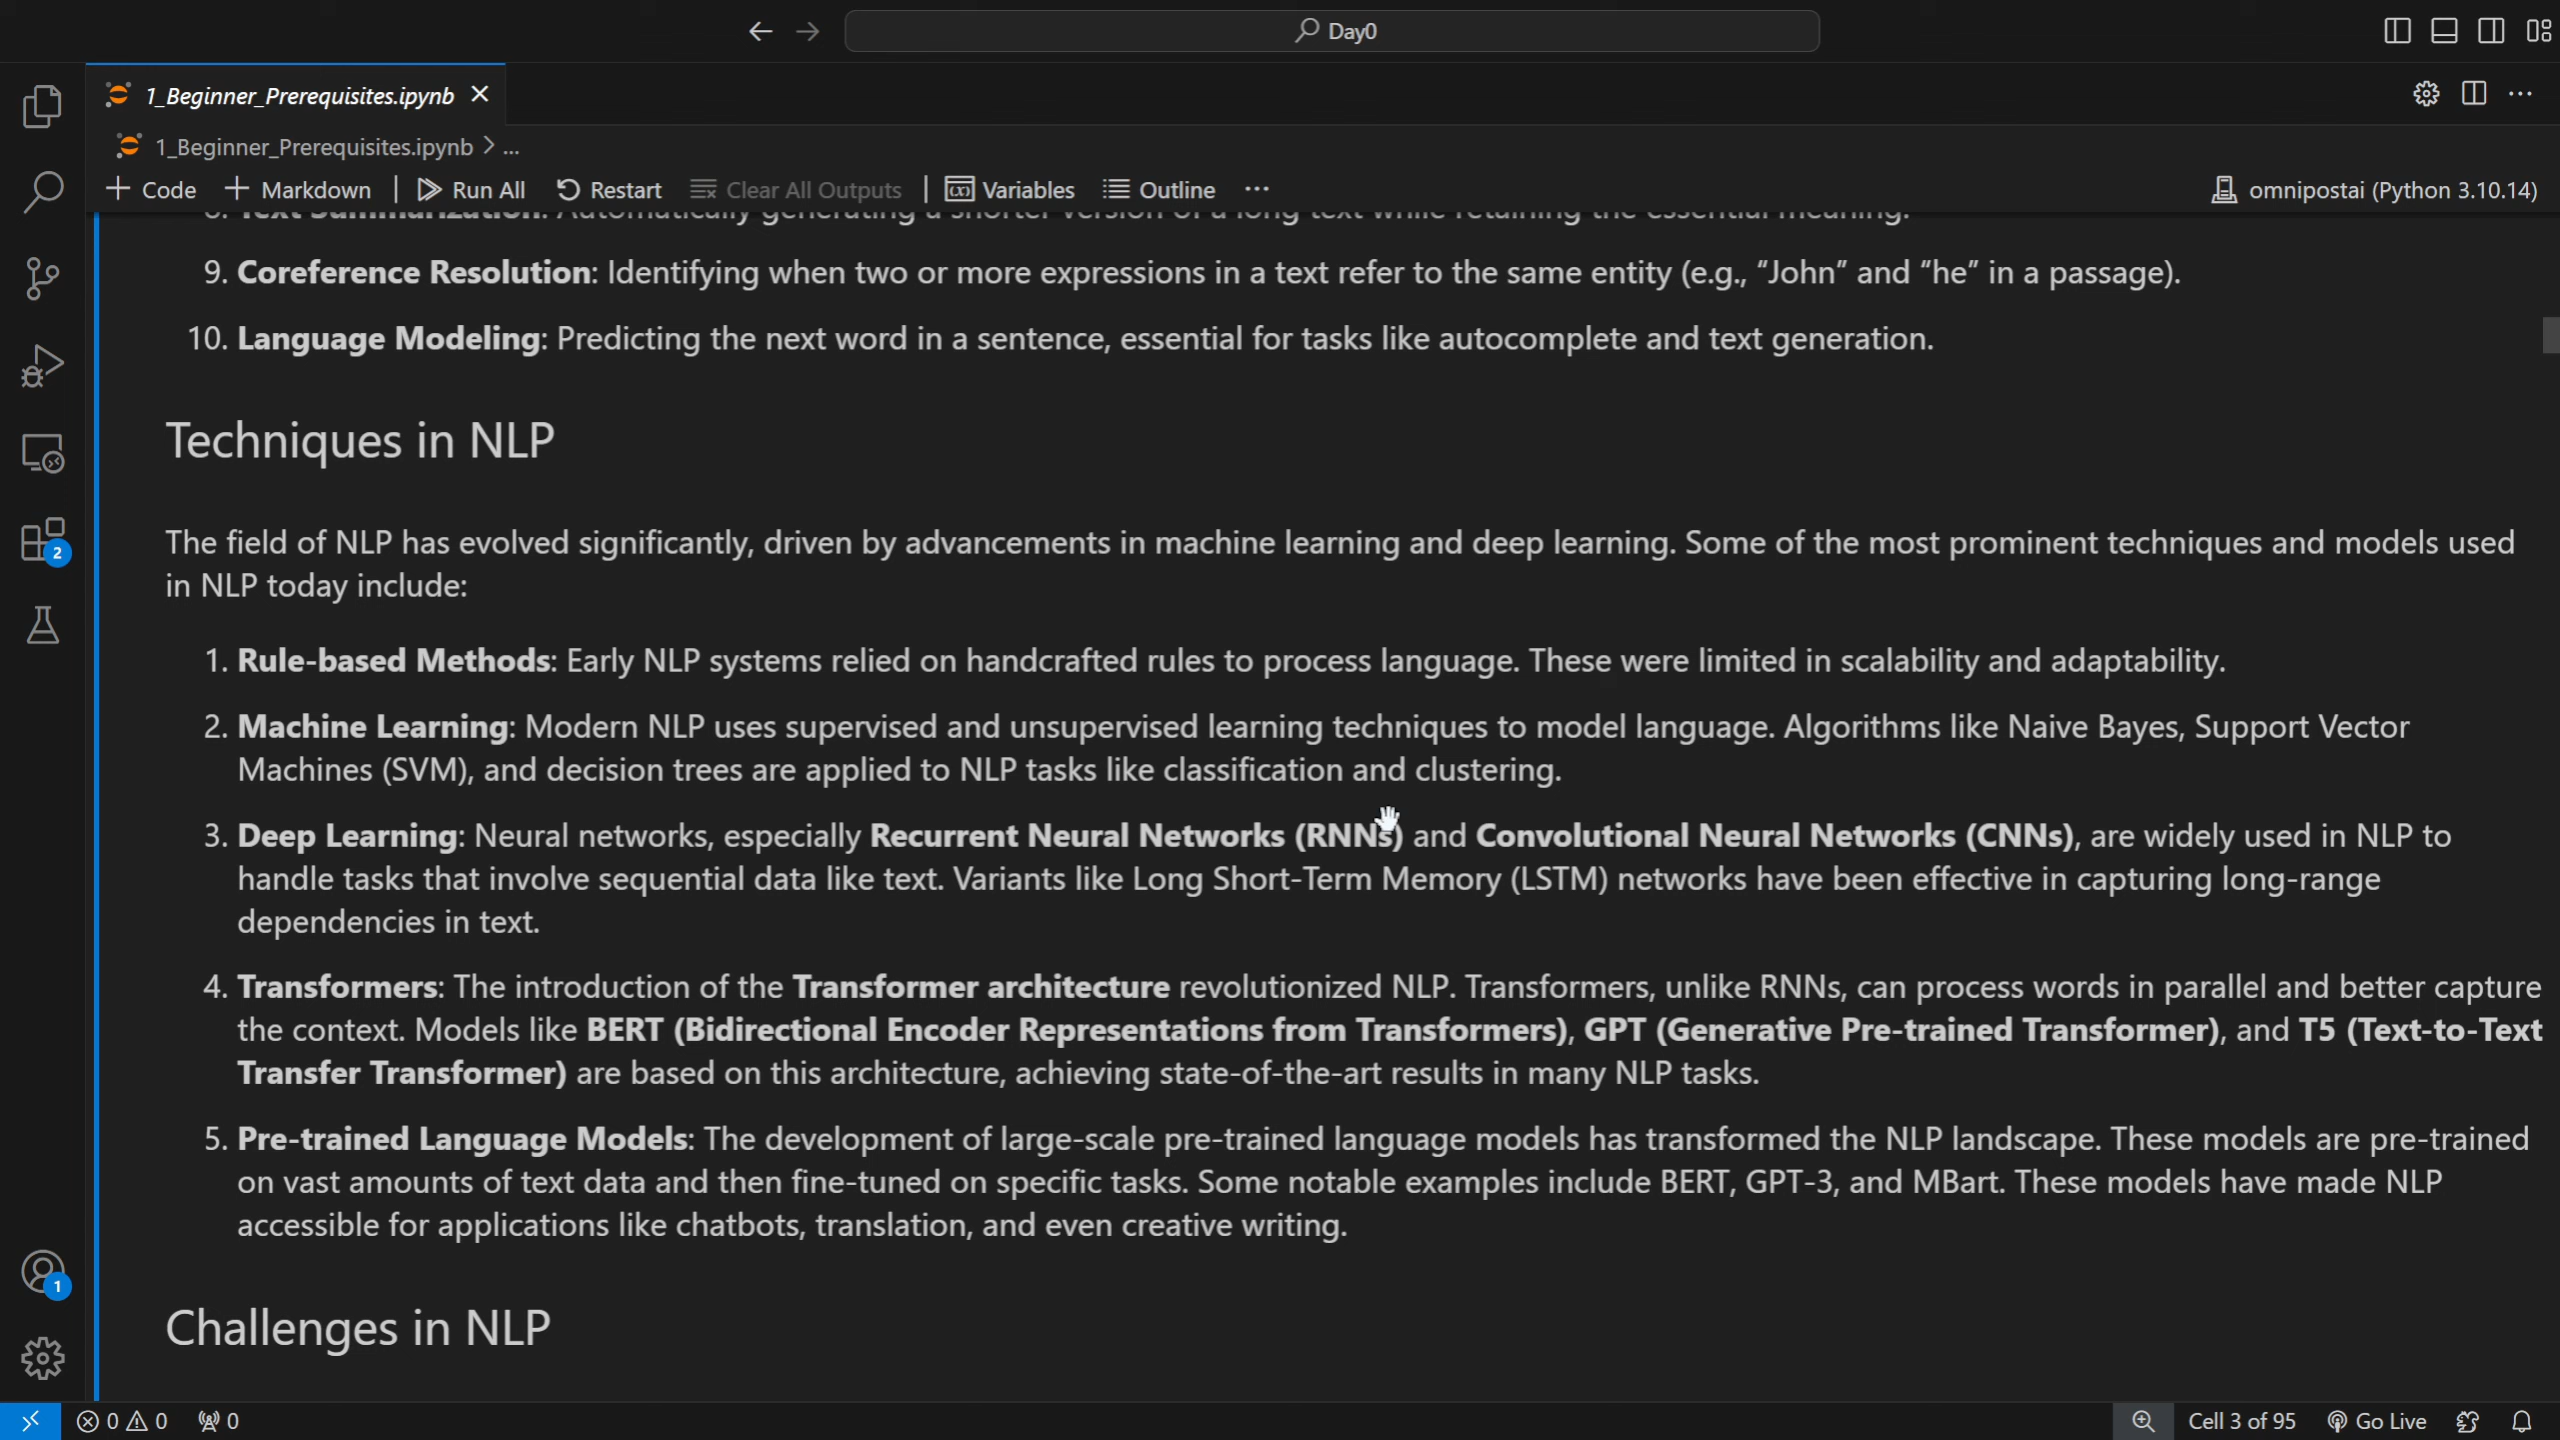 Day0
1_Beginner_Prerequisites.ipynb
1_Beginner_Prerequisites.ipynb > ...
Code Markdown Run All Restart Clear All Outputs Variables Outline ... omnipostai (Python 3.10.14)
8. Text Summarization: Automatically generating a shorter version of a long text while retaining the essential meaning.
9. Coreference Resolution: Identifying when two or more expressions in a text refer to the same entity (e.g., “John” and “he” in a passage).
10. Language Modeling: Predicting the next word in a sentence, essential for tasks like autocomplete and text generation.
Techniques in NLP
The field of NLP has evolved significantly, driven by advancements in machine learning and deep learning. Some of the most prominent techniques and models used
in NLP today include:
1. Rule-based Methods: Early NLP systems relied on handcrafted rules to process language. These were limited in scalability and adaptability.
2. Machine Learning: Modern NLP uses supervised and unsupervised learning techniques to model language. Algorithms like Naive Bayes, Support Vector
Machines (SVM), and decision trees are applied to NLP tasks like classification and clustering.
3. Deep Learning: Neural networks, especially Recurrent Neural Networks (RNNs) and Convolutional Neural Networks (CNNs), are widely used in NLP to
handle tasks that involve sequential data like text. Variants like Long Short-Term Memory (LSTM) networks have been effective in capturing long-range
dependencies in text.
4. Transformers: The introduction of the Transformer architecture revolutionized NLP. Transformers, unlike RNNs, can process words in parallel and better capture
the context. Models like BERT (Bidirectional Encoder Representations from Transformers), GPT (Generative Pre-trained Transformer), and T5 (Text-to-Text
Transfer Transformer) are based on this architecture, achieving state-of-the-art results in many NLP tasks.
5. Pre-trained Language Models: The development of large-scale pre-trained language models has transformed the NLP landscape. These models are pre-trained
on vast amounts of text data and then fine-tuned on specific tasks. Some notable examples include BERT, GPT-3, and MBart. These models have made NLP
accessible for applications like chatbots, translation, and even creative writing.
Challenges in NLP
2
1
0 0 0 Cell 3 of 95 Go Live